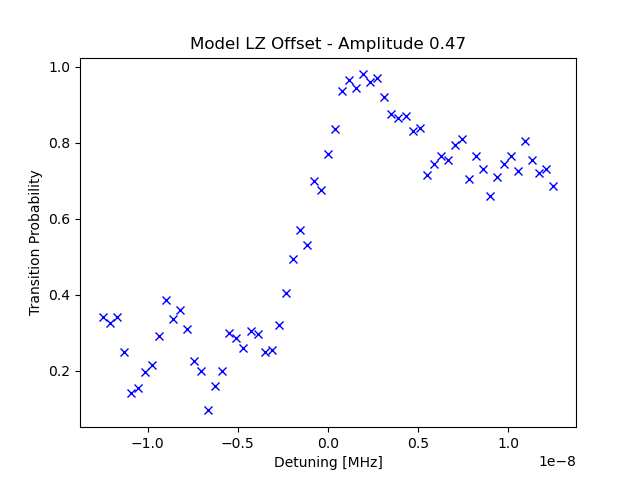 Model LZ Offset - Amplitude 0.47
Transition Probability
1.0
0.8
0.6
0.4
0.2
−1.0
−0.5
0.0
0.5
1.0
1e−8
Detuning [MHz]